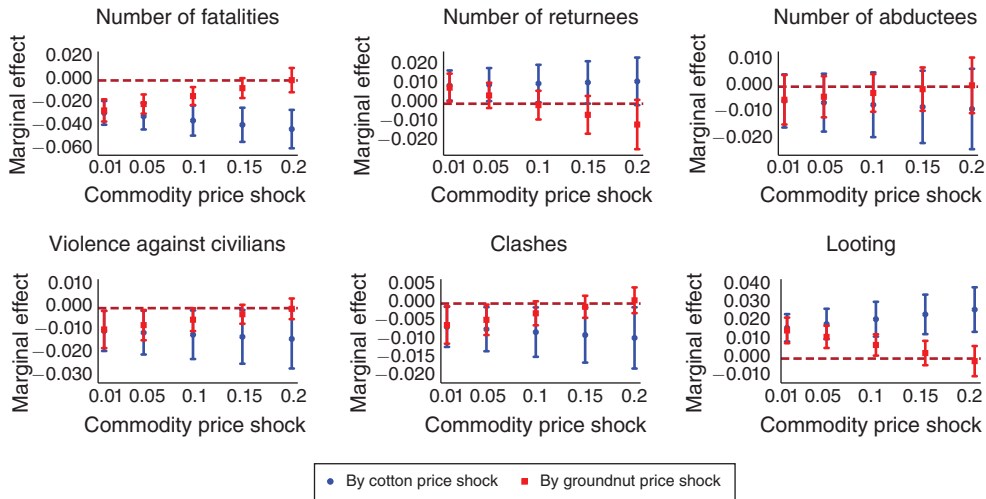 Number of fatalities
Marginal effect
0.020
0.000
−0.020
−0.040
−0.060
0.01 0.05 0.1 0.15 0.2
Commodity price shock
Number of returnees
Marginal effect
0.020
0.010
0.000
−0.010
−0.020
0.01 0.05 0.1 0.15 0.2
Commodity price shock
Number of abductees
Marginal effect
0.010
0.000
−0.010
−0.020
0.01 0.05 0.1 0.15 0.2
Commodity price shock
Violence against civilians
Marginal effect
0.010
0.000
−0.010
−0.020
−0.030
0.01 0.05 0.1 0.15 0.2
Commodity price shock
Clashes
Marginal effect
0.005
0.000
−0.005
−0.010
−0.015
−0.020
0.01 0.05 0.1 0.15 0.2
Commodity price shock
Looting
Marginal effect
0.040
0.030
0.020
0.010
0.000
−0.010
0.01 0.05 0.1 0.15 0.2
Commodity price shock
By cotton price shock By groundnut price shock